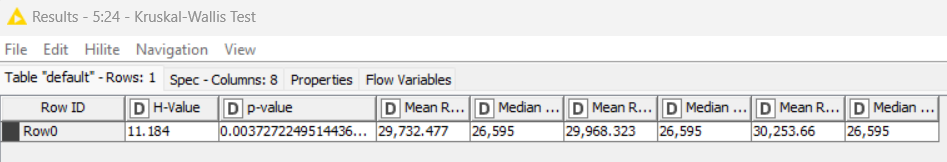 Results - 5:24 - Kruskal-Wallis Test
File Edit Hilite Navigation View
Table "default" - Rows: 1 Spec - Columns: 8 Properties Flow Variables
Row ID D H-Value D p-value D Mean R... D Median ... D Mean R... D Median ... D Mean R... D Median ...
Row0 11.184 0.0037272249514436... 29,732.477 26,595 29,968.323 26,595 30,253.66 26,595